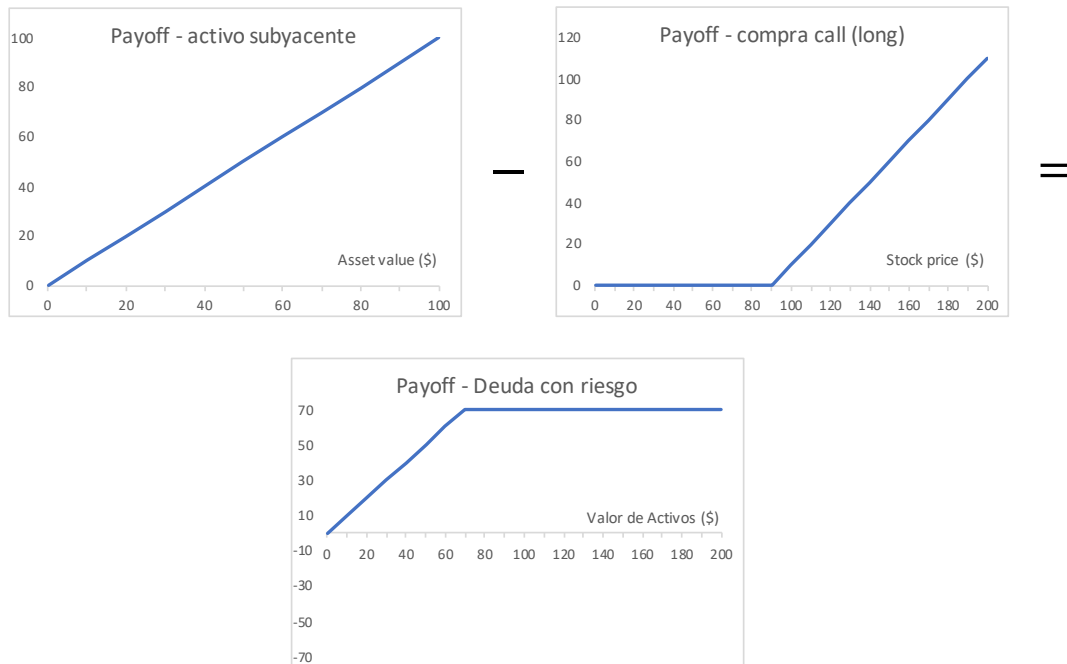 Payoff - activo subyacente
100
80
60
40
20
0
Asset value ($)
0 20 40 60 80 100
−
Payoff - compra call (long)
120
100
80
60
40
20
0
Stock price ($)
0 20 40 60 80 100 120 140 160 180 200
=
Payoff - Deuda con riesgo
70
50
30
10
Valor de Activos ($)
-10 0 20 40 60 80 100 120 140 160 180 200
-30
-50
-70